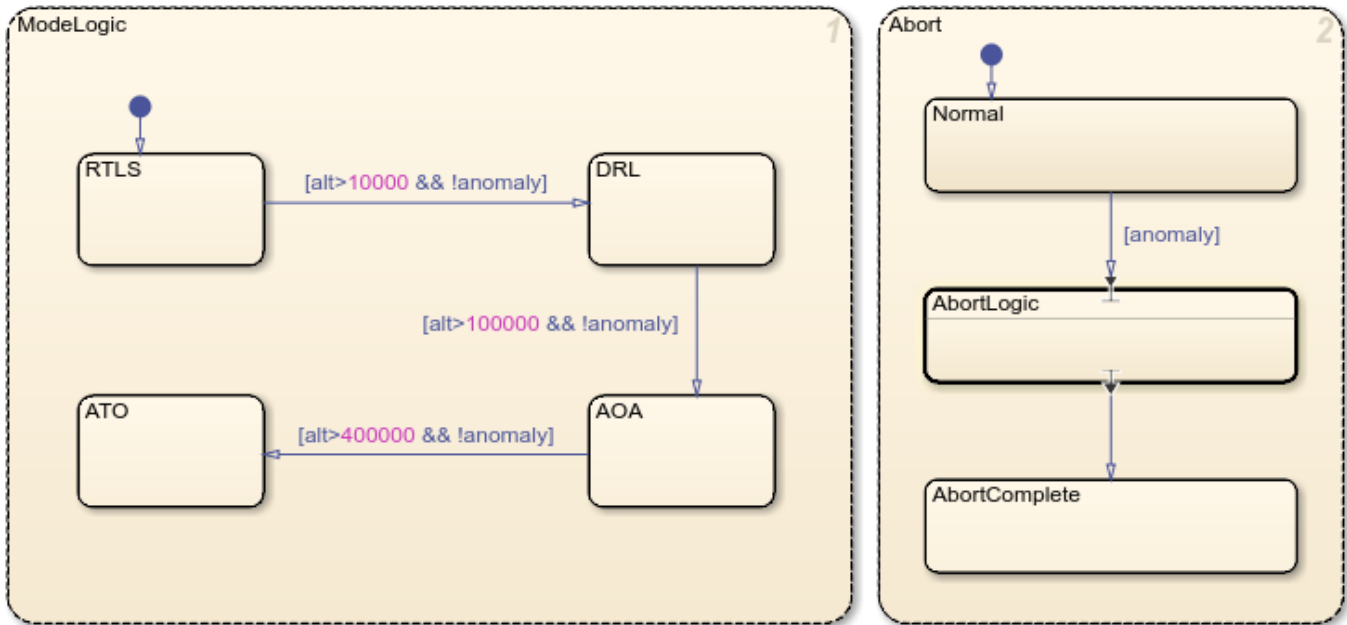 ModeLogic
1
RTLS
[alt>10000 && !anomaly]
DRL
[alt>100000 && !anomaly]
ATO
[alt>400000 && !anomaly]
AOA
Abort
2
Normal
[anomaly]
AbortLogic
AbortComplete